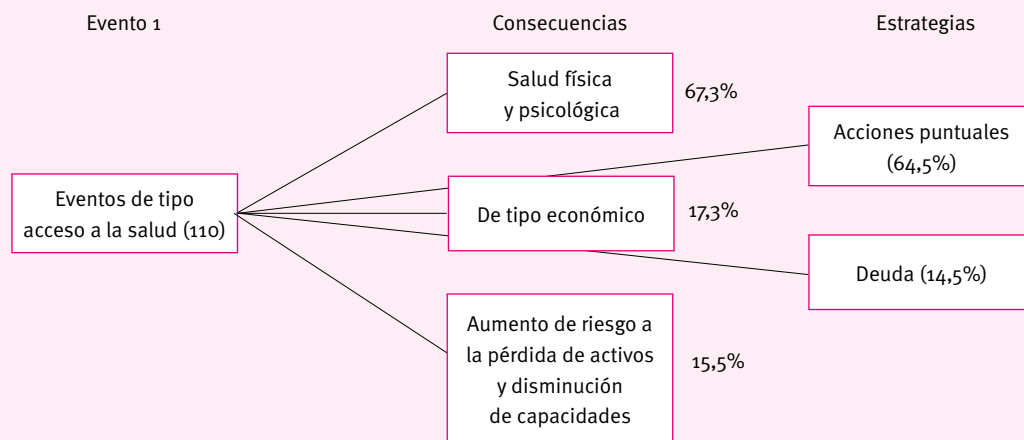 Evento 1
Consecuencias
Estrategias
Salud física
y psicológica
67,3%
Acciones puntuales
(64,5%)
Eventos de tipo
acceso a la salud (110)
De tipo económico
17,3%
Deuda (14,5%)
Aumento de riesgo a
la pérdida de activos
y disminución
de capacidades
15,5%